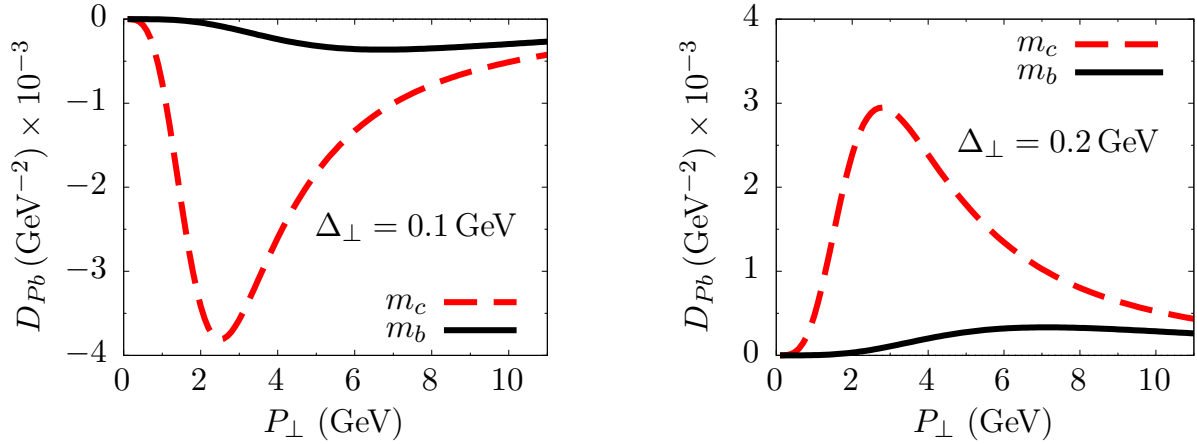 D_{Pb} (GeV^{−2}) × 10^{−3}
0
−1
−2
−3
−4
0 2 4 6 8 10
P_⊥ (GeV)
Δ_⊥ = 0.1 GeV
m_c
m_b
D_{Pb} (GeV^{−2}) × 10^{−3}
4
3
2
1
0
0 2 4 6 8 10
P_⊥ (GeV)
m_c
m_b
Δ_⊥ = 0.2 GeV